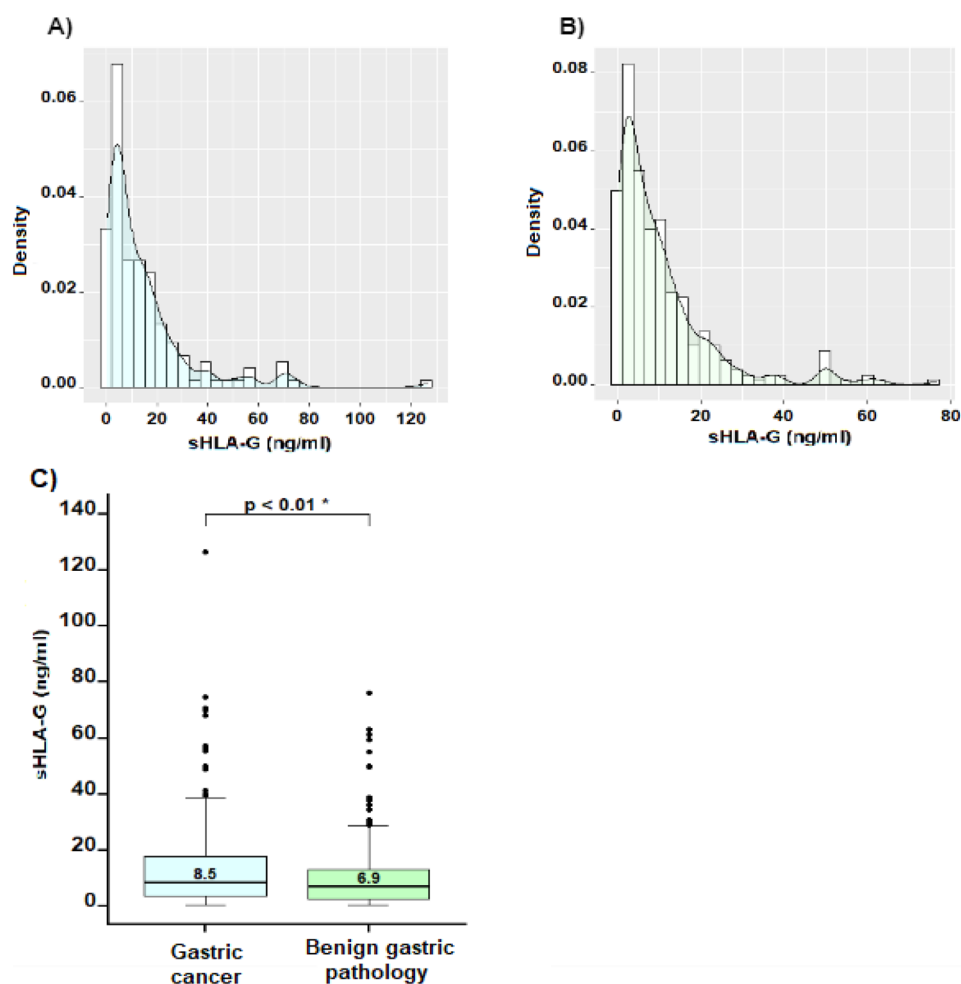 A)
Density
0.06
0.04
0.02
0.00
0 20 40 60 80 100 120
sHLA-G (ng/ml)
B)
Density
0.08
0.06
0.04
0.02
0.00
0 20 40 60 80
sHLA-G (ng/ml)
C)
p < 0.01 *
sHLA-G (ng/ml)
140
120
100
80
60
40
20
0
8.5
6.9
Gastric
cancer
Benign gastric
pathology